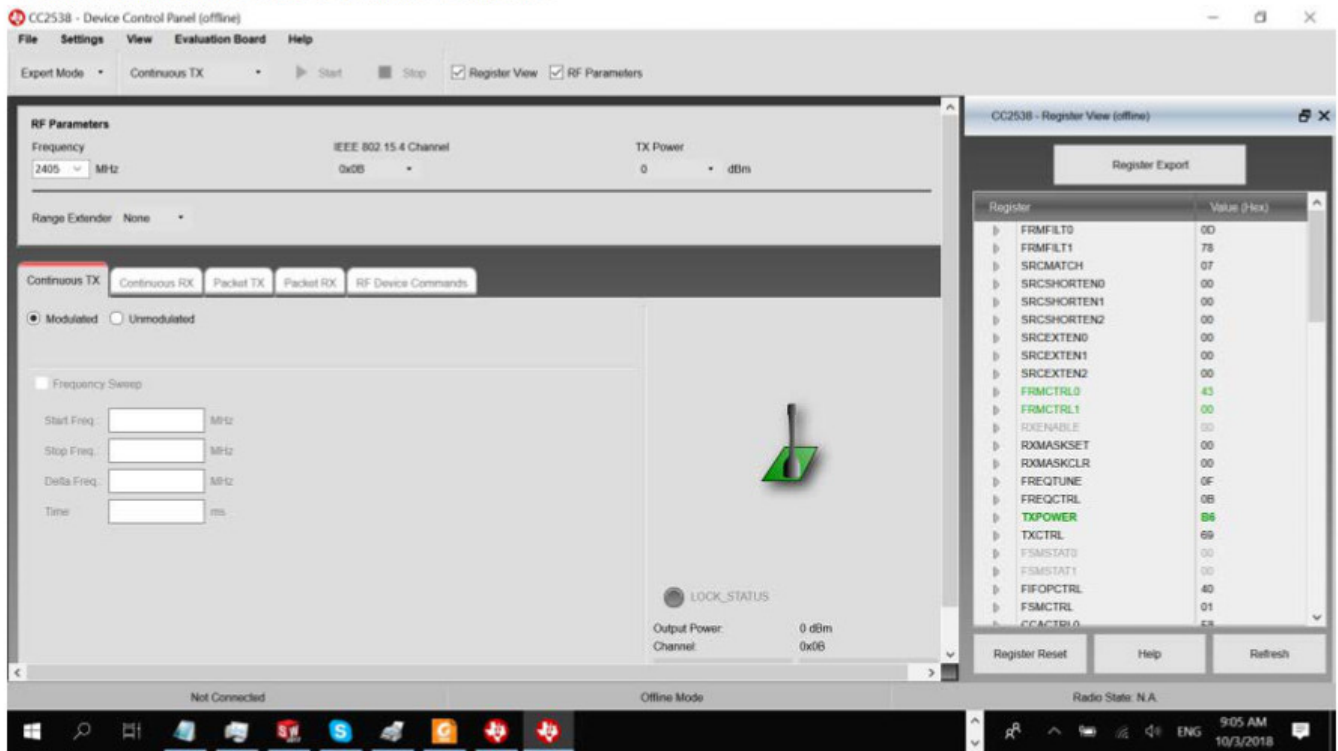 CC2538 - Device Control Panel (offline)
File Settings View Evaluation Board Help
Expert Mode Continuous TX Start Stop Register View RF Parameters
RF Parameters
Frequency IEEE 802.15.4 Channel TX Power
2405 MHz 0x0B 0 dBm
Range Extender None
Continuous TX Continuous RX Packet TX Packet RX RF Device Commands
Modulated Unmodulated
Frequency Sweep
Start Freq.: MHz
Stop Freq.: MHz
Delta Freq.: MHz
Time ms
LOCK_STATUS
Output Power: 0 dBm
Channel: 0x0B
CC2538 - Register View (offline)
Register Export
Register Value (Hex)
FRMFILT0 0D
FRMFILT1 78
SRCMATCH 07
SRCSHORTEN0 00
SRCSHORTEN1 00
SRCSHORTEN2 00
SRCEXTEN0 00
SRCEXTEN1 00
SRCEXTEN2 00
FRMCTRL0 43
FRMCTRL1 00
RXENABLE 00
RXMASKSET 00
RXMASKCLR 00
FREQTUNE 0F
FREQCTRL 0B
TXPOWER B6
TXCTRL 69
FSMSTAT0 00
FSMSTAT1 00
FIFOPCTRL 40
FSMCTRL 01
CCACTRL0
Register Reset Help Refresh
Not Connected Offline Mode Radio State: N.A.
ENG 9:05 AM
10/3/2018